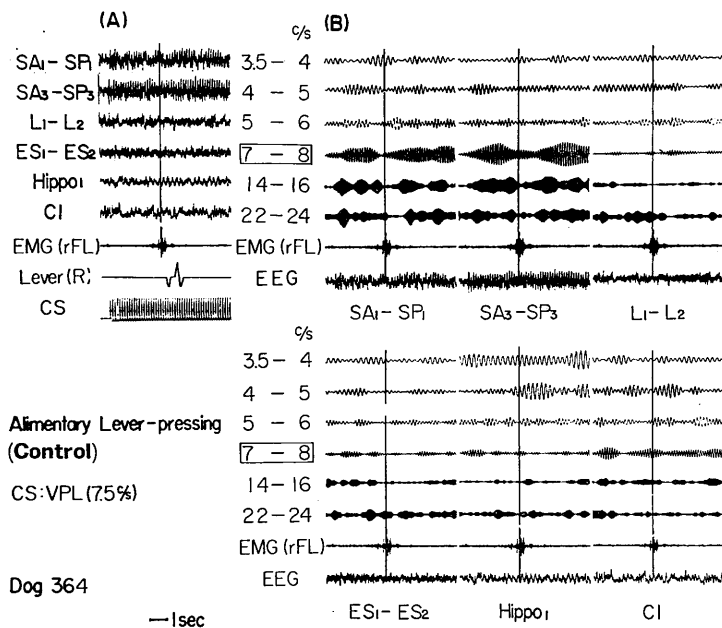 (A)
SA1-SP1
SA3-SP3
L1-L2
ES1-ES2
Hippo1
CI
EMG (rFL)
Lever(R)
CS
(B)
c/s
3.5 - 4
4 - 5
5 - 6
7 - 8
14-16
22-24
EMG (rFL)
EEG
SA1-SP1 SA3-SP3 L1-L2
c/s
3.5 - 4
4 - 5
5 - 6
7 - 8
14-16
22-24
EMG (rFL)
EEG
ES1-ES2 Hippo1 CI
Alimentary Lever-pressing
(Control)
CS:VPL (7.5 c/s)
Dog 364
1sec